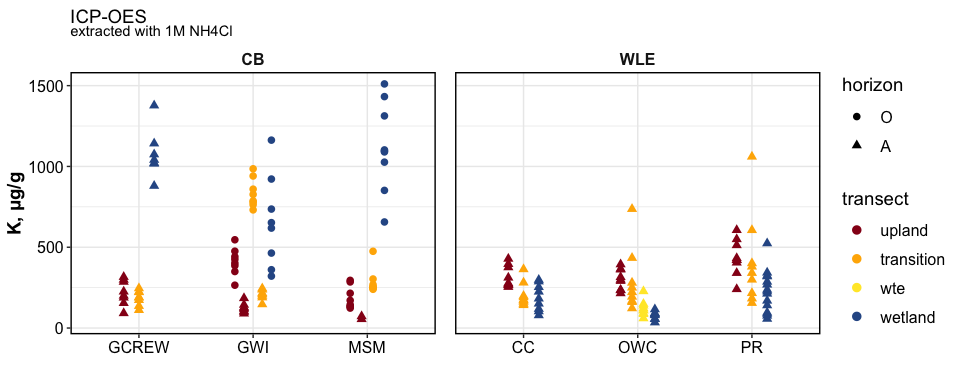 ICP-OES
extracted with 1M NH4Cl
CB
WLE
K, µg/g
1500
1000
500
0
GCREW
GWI
MSM
CC
OWC
PR
horizon
O
A
transect
upland
transition
wte
wetland